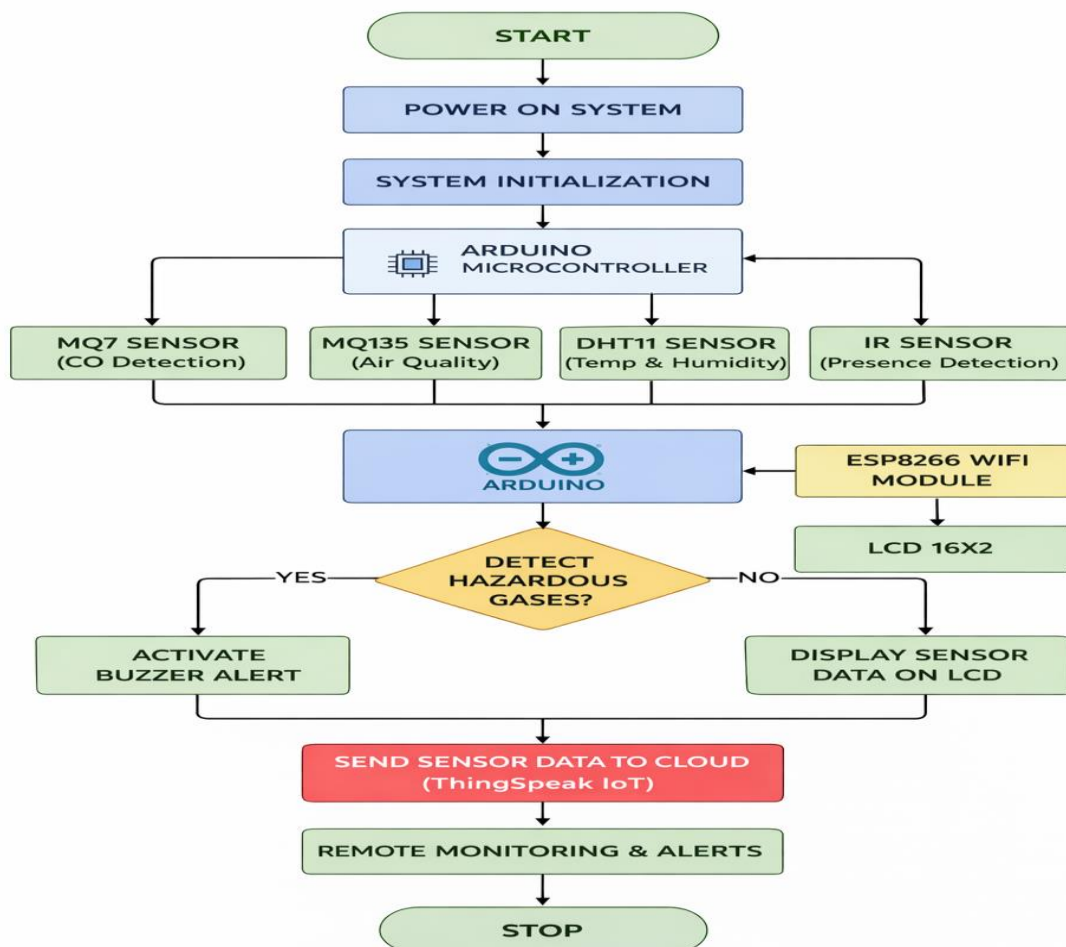 START
POWER ON SYSTEM
SYSTEM INITIALIZATION
ARDUINO
MICROCONTROLLER
MQ7 SENSOR
(CO Detection)
MQ135 SENSOR
(Air Quality)
DHT11 SENSOR
(Temp & Humidity)
IR SENSOR
(Presence Detection)
ARDUINO
ESP8266 WIFI
MODULE
LCD 16X2
DETECT
HAZARDOUS
GASES?
YES
NO
ACTIVATE
BUZZER ALERT
DISPLAY SENSOR
DATA ON LCD
SEND SENSOR DATA TO CLOUD
(ThingSpeak IoT)
REMOTE MONITORING & ALERTS
STOP